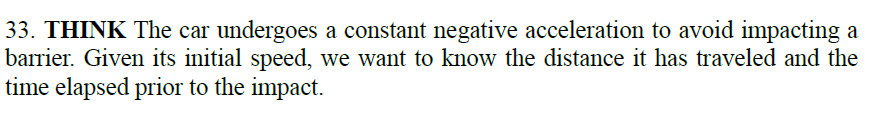 33. THINK The car undergoes a constant negative acceleration to avoid impacting a
barrier. Given its initial speed, we want to know the distance it has traveled and the
time elapsed prior to the impact.